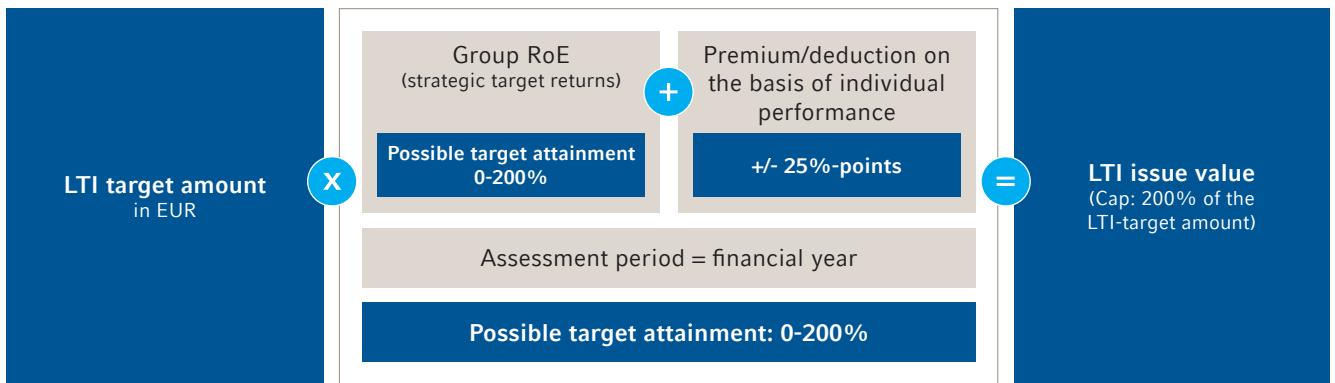 LTI target amount
in EUR
x
Group RoE
(strategic target returns)
Possible target attainment
0-200%
+
Premium/deduction on
the basis of individual
performance
+/- 25%-points
Assessment period = financial year
Possible target attainment: 0-200%
=
LTI issue value
(Cap: 200% of the
LTI-target amount)